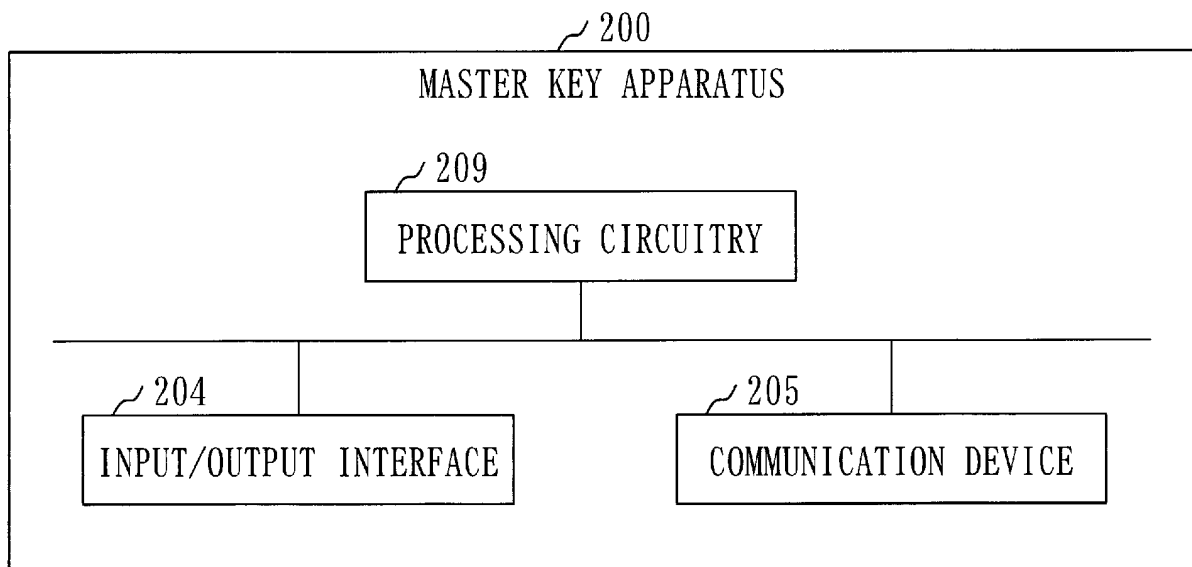 200
MASTER KEY APPARATUS
209
PROCESSING CIRCUITRY
204
INPUT/OUTPUT INTERFACE
205
COMMUNICATION DEVICE